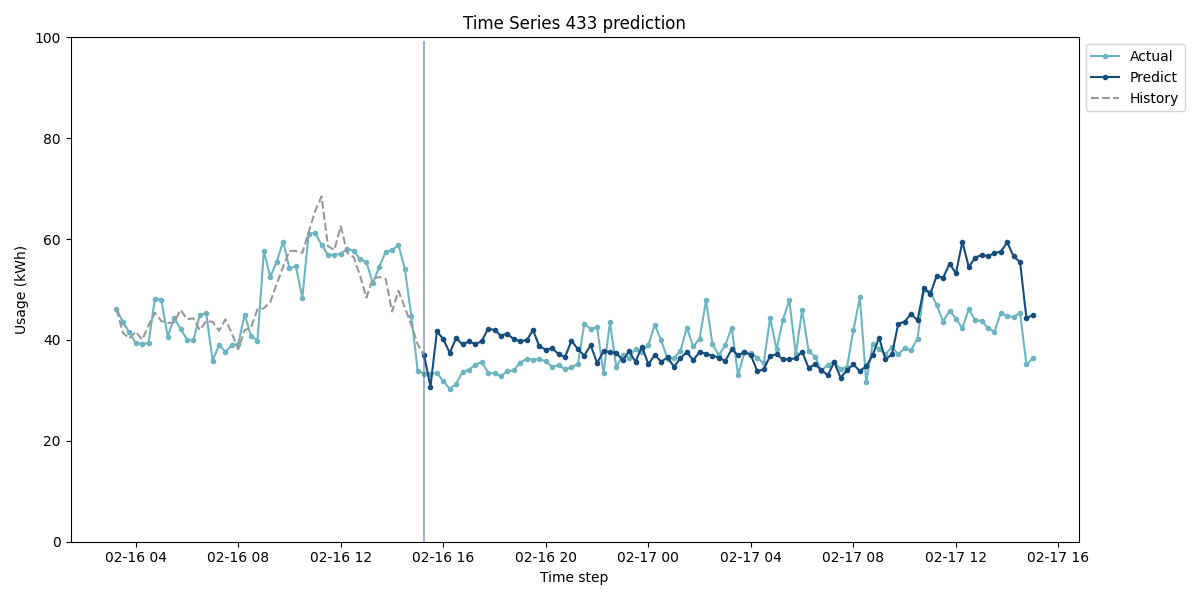 Time Series 433 prediction
100
80
60
40
20
0
Usage (kWh)
02-16 04
02-16 08
02-16 12
02-16 16
02-16 20
02-17 00
02-17 04
02-17 08
02-17 12
02-17 16
Time step
Actual
Predict
History